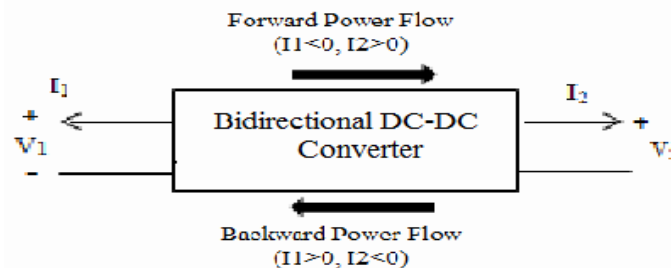 Forward Power Flow
(I1<0, I2>0)
I1
I2
+
+
Bidirectional DC-DC
Converter
V1
-
Backward Power Flow
(I1>0, I2<0)